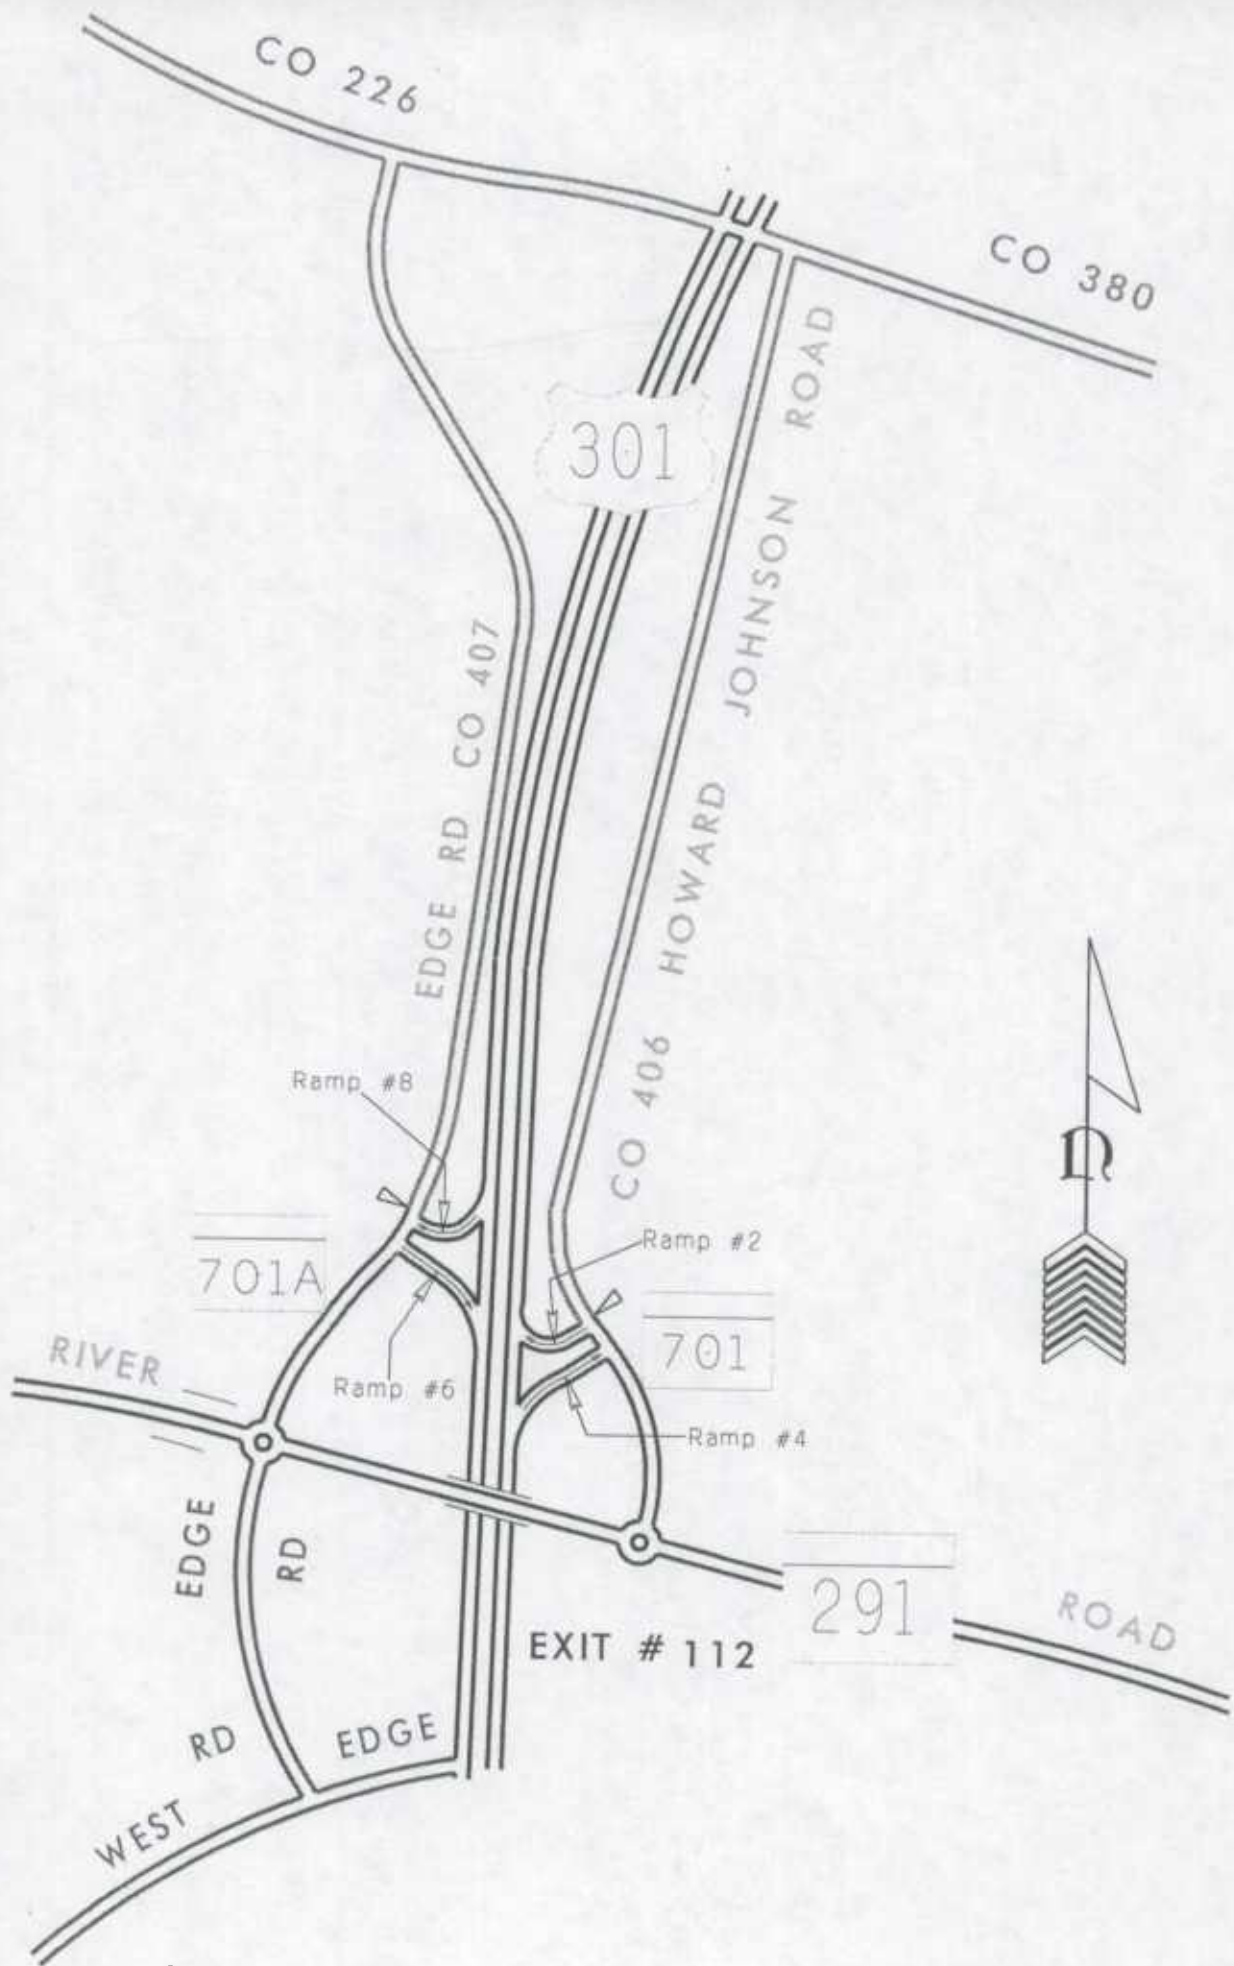 CO 226
CO 380
301
CO 406 HOWARD JOHNSON ROAD
EDGE RD CO 407
Ramp #8
701A
Ramp #2
701
RIVER
Ramp #6
Ramp #4
EDGE
RD
291
ROAD
EXIT # 112
WEST RD EDGE
N